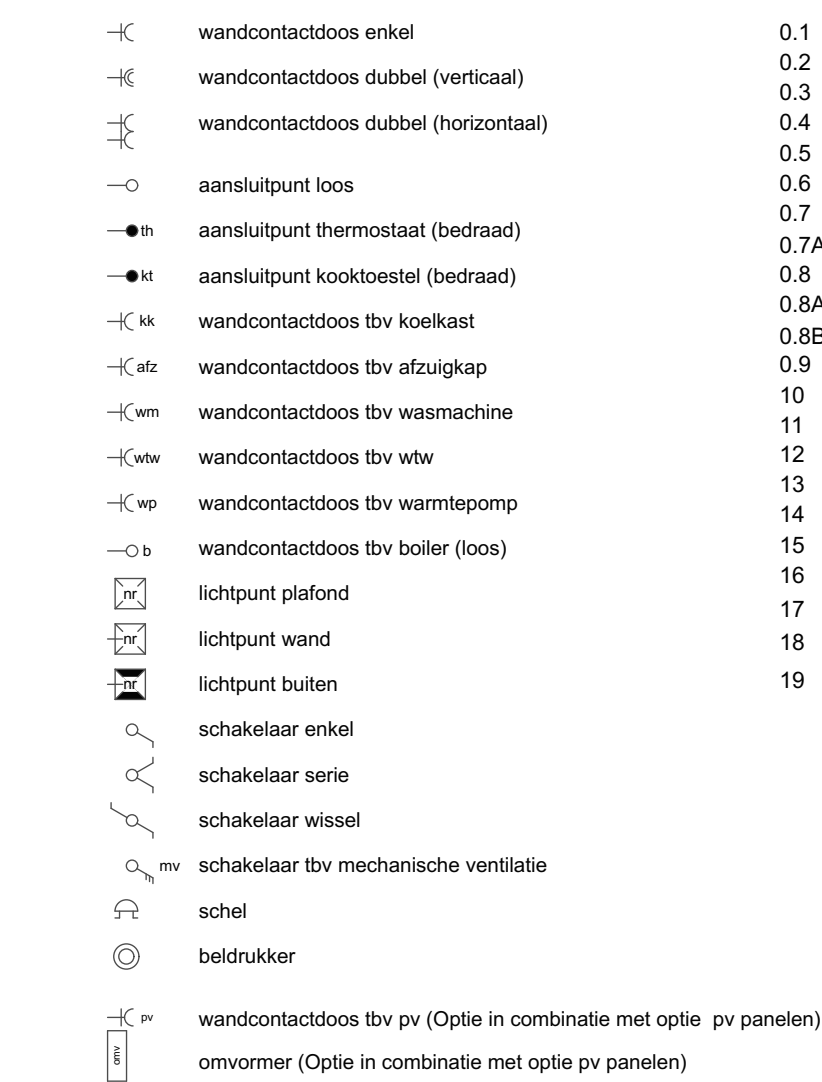 wandcontactdoos enkel
wandcontactdoos dubbel (verticaal)
wandcontactdoos dubbel (horizontaal)
aansluitpunt loos
th aansluitpunt thermostaat (bedraad)
kt aansluitpunt kooktoestel (bedraad)
kk wandcontactdoos tbv koelkast
afz wandcontactdoos tbv afzuigkap
wm wandcontactdoos tbv wasmachine
wtw wandcontactdoos tbv wtw
wp wandcontactdoos tbv warmtepomp
b wandcontactdoos tbv boiler (loos)
nr lichtpunt plafond
nr lichtpunt wand
nr lichtpunt buiten
schakelaar enkel
schakelaar serie
schakelaar wissel
mv schakelaar tbv mechanische ventilatie
schel
beldrukker
pv wandcontactdoos tbv pv (Optie in combinatie met optie pv panelen)
omv omvormer (Optie in combinatie met optie pv panelen)
0.1
0.2
0.3
0.4
0.5
0.6
0.7
0.7A
0.8
0.8A
0.8B
0.9
10
11
12
13
14
15
16
17
18
19